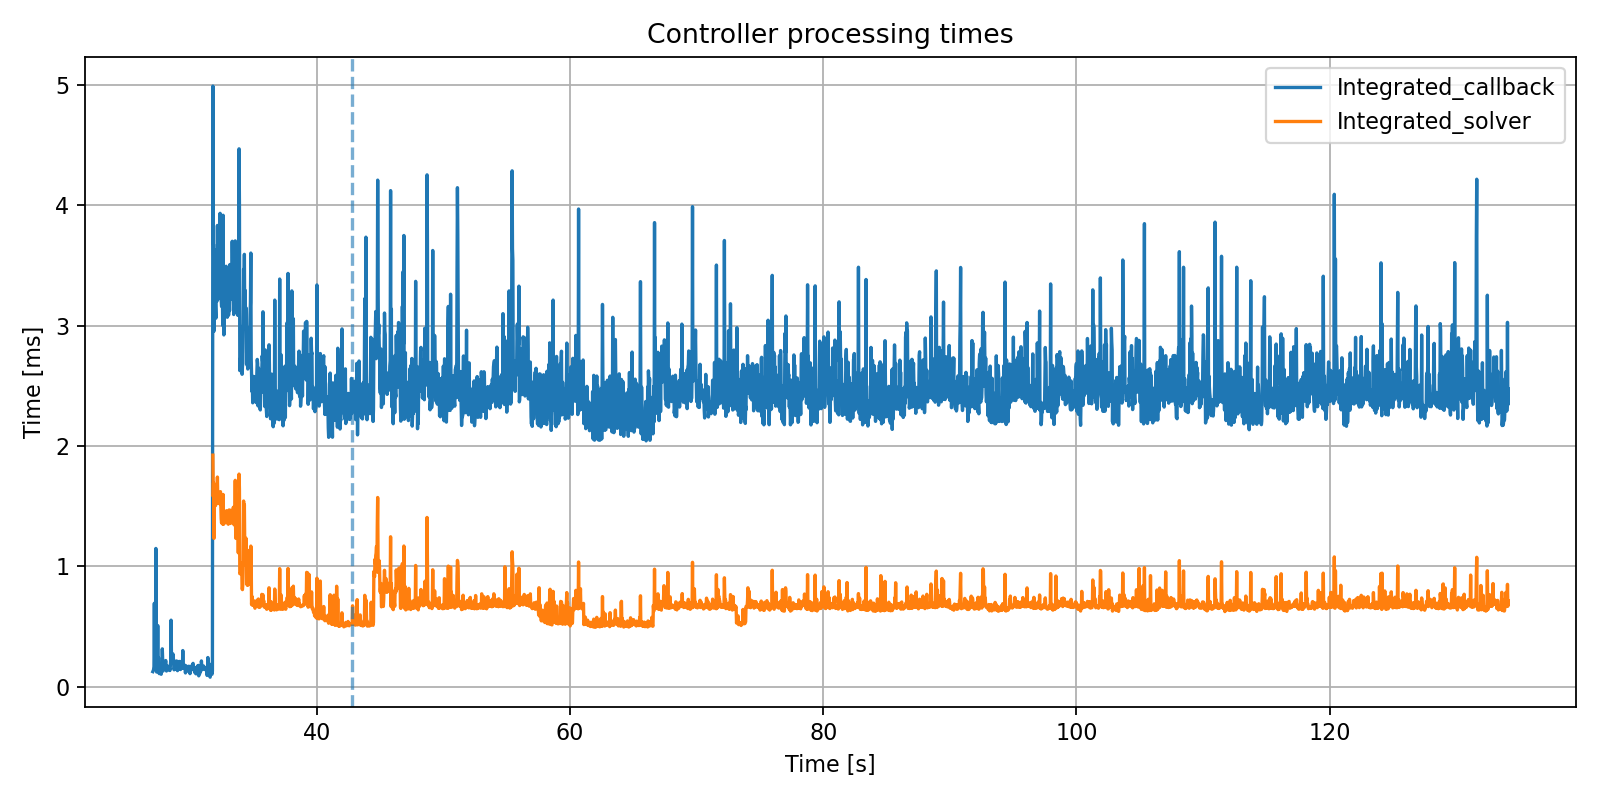 Controller processing times
Integrated_callback
Integrated_solver
Time [ms]
5
4
3
2
1
0
40
60
80
100
120
Time [s]